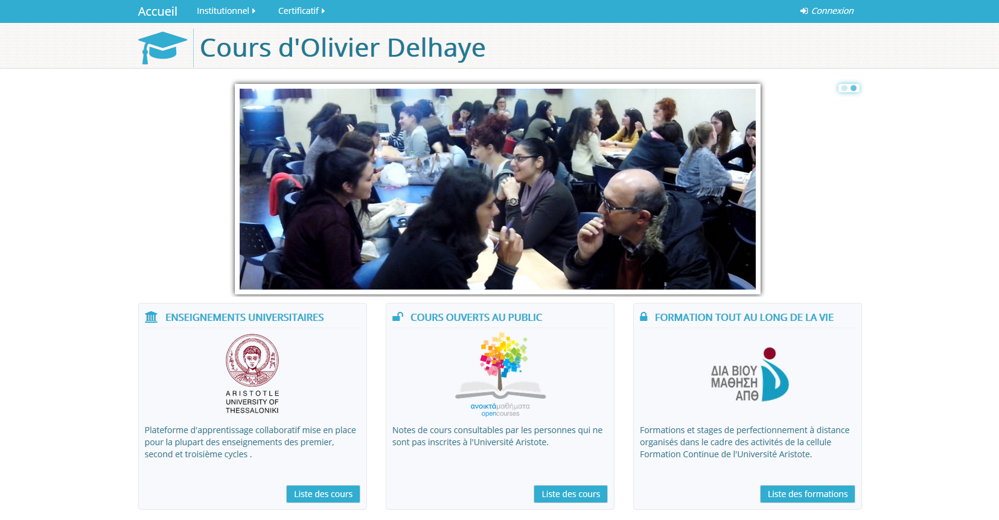 Accueil
Institutionnel
Certificatif
Connexion
Cours d'Olivier Delhaye
ENSEIGNEMENTS UNIVERSITAIRES
ARISTOTLE
UNIVERSITY OF
THESSALONIKI
Plateforme d'apprentissage collaboratif mise en place
pour la plupart des enseignements des premier,
second et troisième cycles .
Liste des cours
COURS OUVERTS AU PUBLIC
ανοικτάμαθήματα
opencourses
Notes de cours consultables par les personnes qui ne
sont pas inscrites à l'Université Aristote.
Liste des cours
FORMATION TOUT AU LONG DE LA VIE
ΔΙΑ ΒΙΟΥ
ΜΑΘΗΣΗ
ΑΠΘ
Formations et stages de perfectionnement à distance
organisés dans le cadre des activités de la cellule
Formation Continue de l'Université Aristote.
Liste des formations